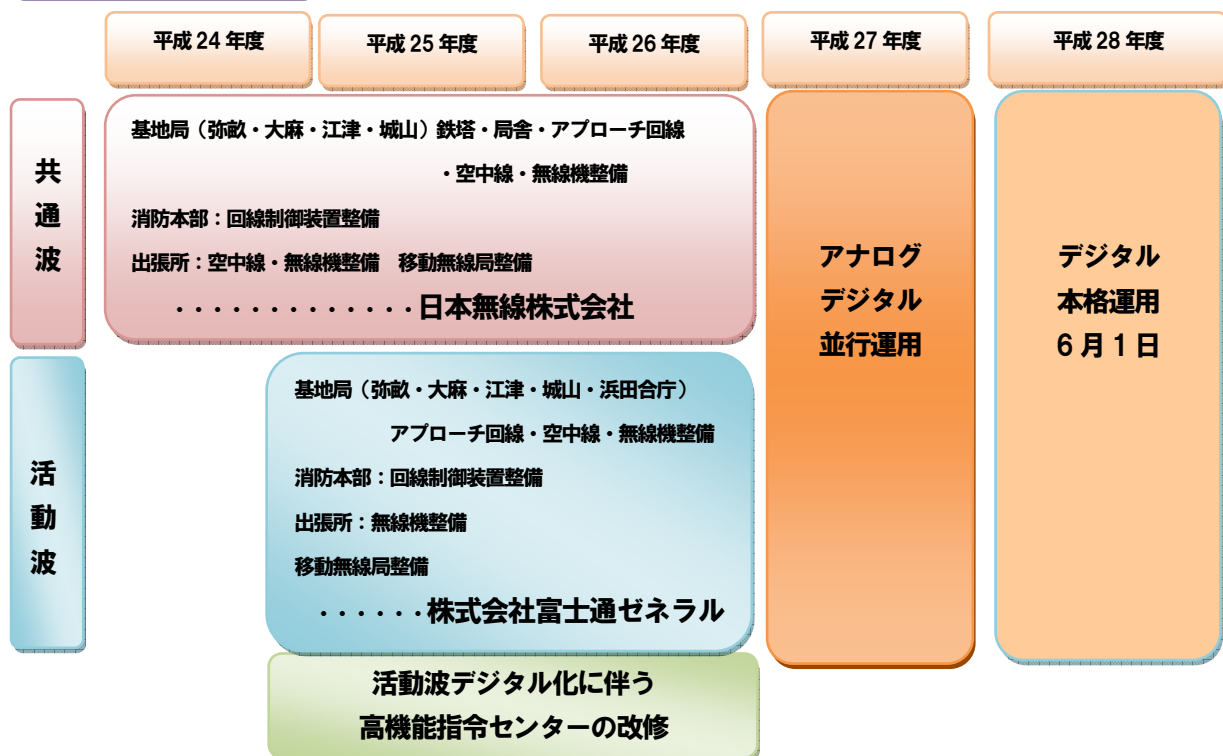 平成24年度
平成25年度
平成26年度
平成27年度
平成28年度
共通波
基地局（弥畝・大麻・江津・城山）鉄塔・局舎・アプローチ回線
・空中線・無線機整備
消防本部：回線制御装置整備
出張所：空中線・無線機整備　移動無線局整備
・・・・・・・・・・・・・日本無線株式会社
活動波
基地局（弥畝・大麻・江津・城山・浜田合庁）
アプローチ回線・空中線・無線機整備
消防本部：回線制御装置整備
出張所：無線機整備
移動無線局整備
・・・・・・株式会社富士通ゼネラル
活動波デジタル化に伴う
高機能指令センターの改修
アナログ
デジタル
並行運用
デジタル
本格運用
6月1日